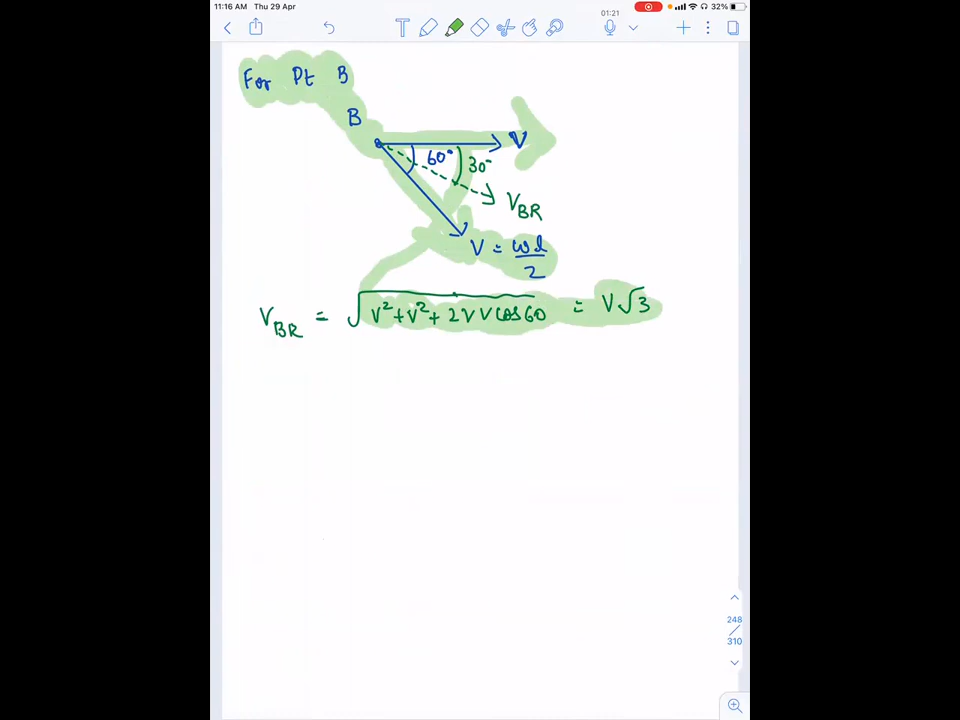 11:16 AM Thu 29 Apr
01:21
32%
T
For Pt B
B
V
60°
30°
V_BR
V = ωl/2
V_BR = √(V² + V² + 2VV cos60) = V√3
248
/
310